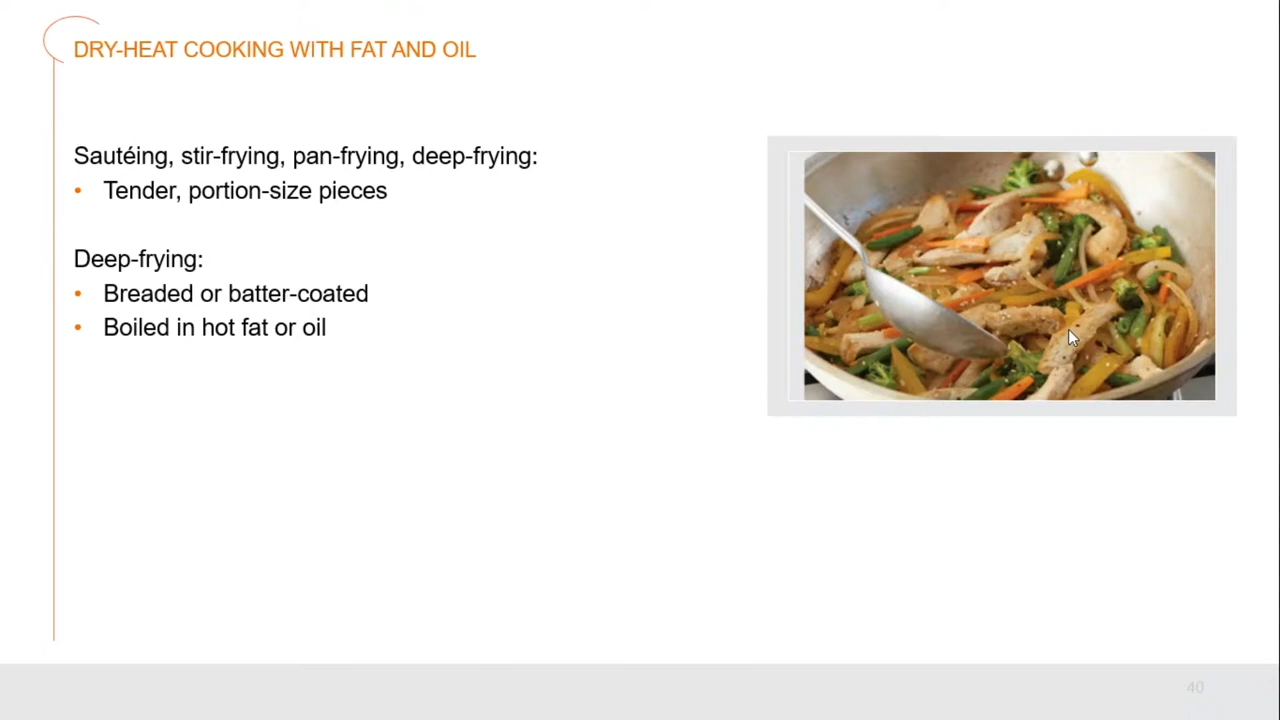 DRY-HEAT COOKING WITH FAT AND OIL
Sautéing, stir-frying, pan-frying, deep-frying:
• Tender, portion-size pieces
Deep-frying:
• Breaded or batter-coated
• Boiled in hot fat or oil
40